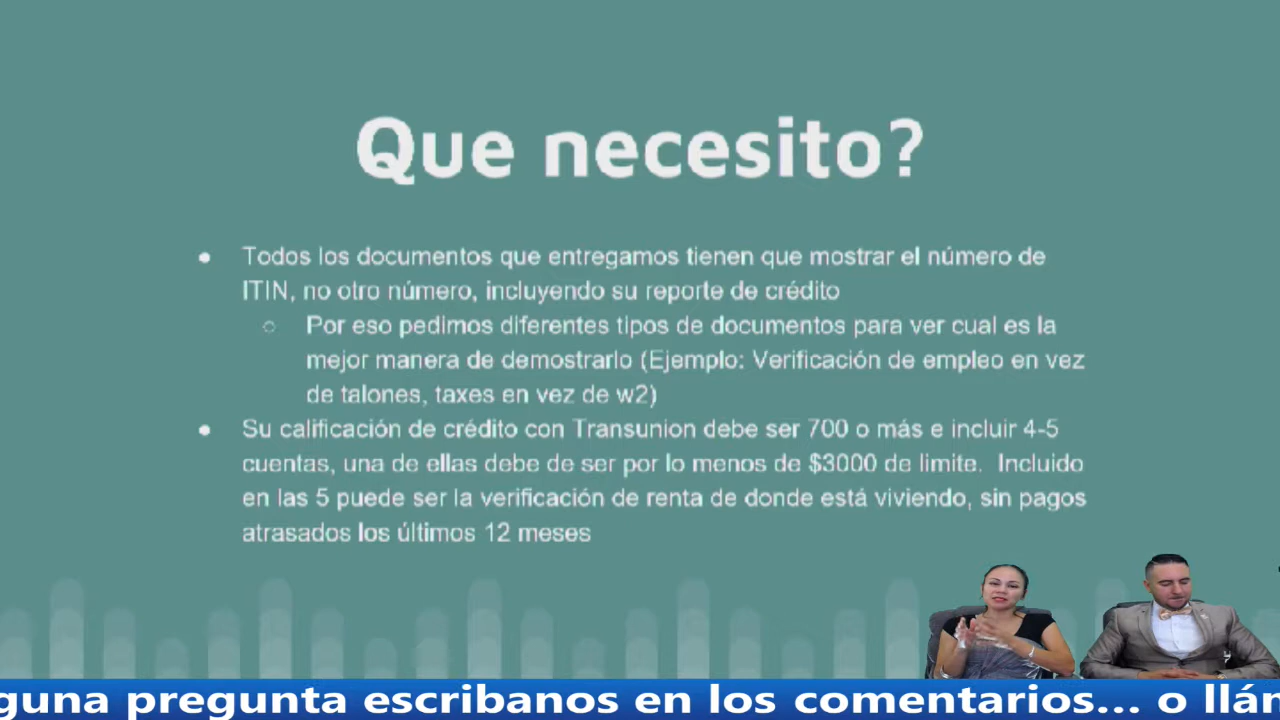 Que necesito?
● Todos los documentos que entregamos tienen que mostrar el número de
ITIN, no otro número, incluyendo su reporte de crédito
○ Por eso pedimos diferentes tipos de documentos para ver cual es la
mejor manera de demostrarlo (Ejemplo: Verificación de empleo en vez
de talones, taxes en vez de w2)
● Su calificación de crédito con Transunion debe ser 700 o más e incluir 4-5
cuentas, una de ellas debe de ser por lo menos de $3000 de limite. Incluido
en las 5 puede ser la verificación de renta de donde está viviendo, sin pagos
atrasados los últimos 12 meses
guna pregunta escribanos en los comentarios... o llán